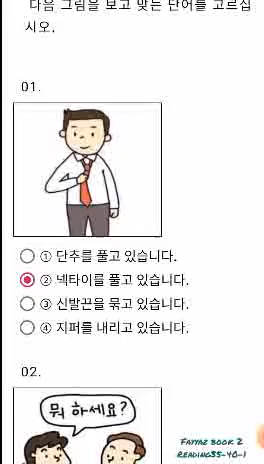 다음 그림을 보고 맞는 단어를 고르십
시오.
01.
① 단추를 풀고 있습니다.
② 넥타이를 풀고 있습니다.
③ 신발끈을 묶고 있습니다.
④ 지퍼를 내리고 있습니다.
02.
뭐 하세요?
FAYYAZ BOOK 2
READING35-40-1